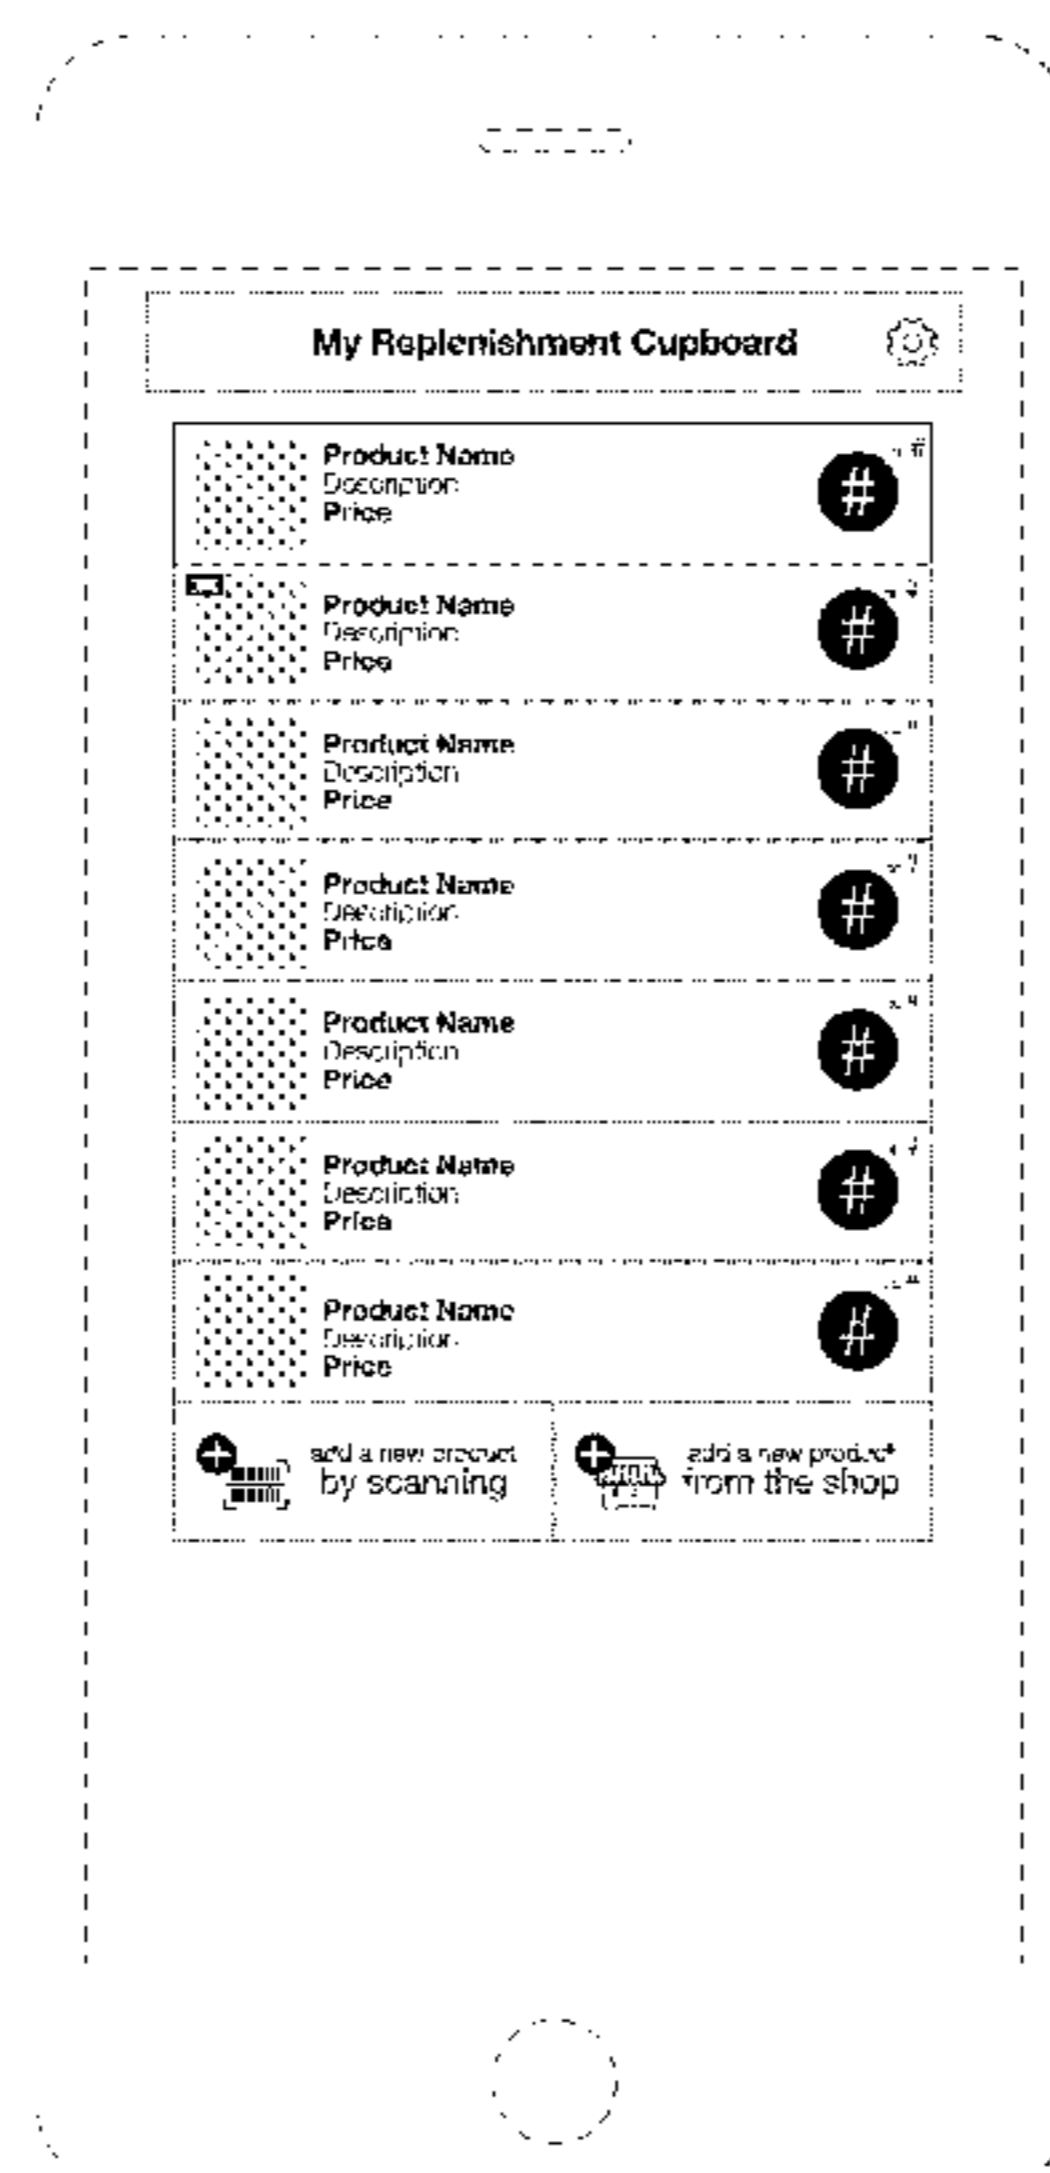 My Replenishment Cupboard
Product Name
Description
Price
#
Product Name
Description
Price
#
Product Name
Description
Price
#
Product Name
Description
Price
#
Product Name
Description
Price
#
Product Name
Description
Price
#
Product Name
Description
Price
#
add a new product
by scanning
add a new product
from the shop